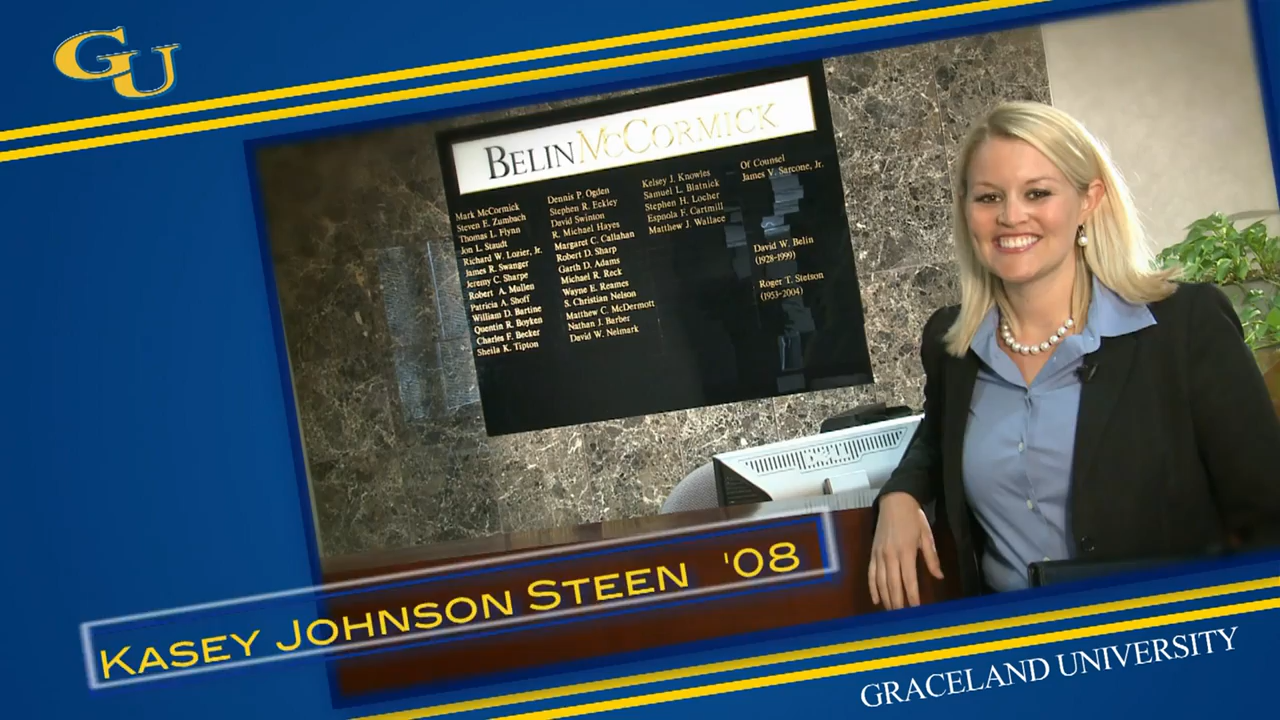 GU
BELIN McCORMICK
Mark McCormick
Steven E. Zumbach
Thomas L. Flynn
Jon L. Staudt
Richard W. Lozier, Jr.
James R. Swanger
Jeremy C. Sharpe
Robert A. Mullen
Patricia A. Shoff
William D. Bartine
Quentin R. Boyken
Charles F. Becker
Sheila K. Tipton
Dennis P. Ogden
Stephen R. Eckley
David Swinton
R. Michael Hayes
Margaret C. Callahan
Robert D. Sharp
Garth D. Adams
Michael R. Reck
Wayne E. Reames
S. Christian Nelson
Matthew C. McDermott
Nathan J. Barber
David W. Nelmark
Kelsey J. Knowles
Samuel L. Blatnick
Stephen H. Locher
Espnola F. Cartmill
Matthew J. Wallace
Of Counsel
James V. Sarcone, Jr.
David W. Belin
(1928-1999)
Roger T. Stetson
(1953-2004)
KASEY JOHNSON STEEN '08
GRACELAND UNIVERSITY